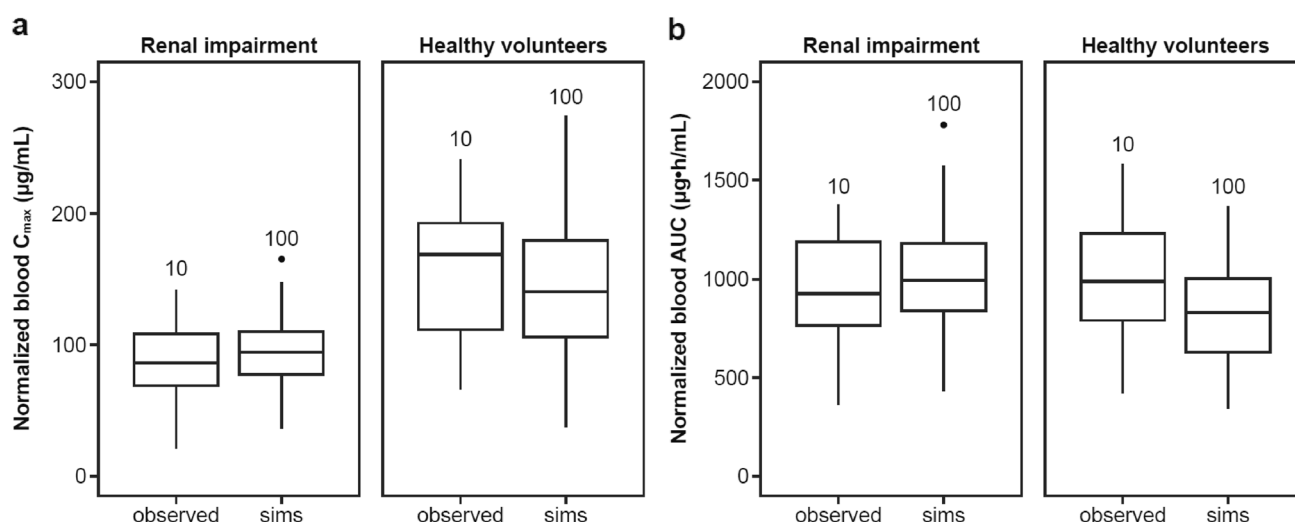 a
Renal impairment
Healthy volunteers
Normalized blood Cmax (µg/mL)
300
200
100
0
10
100
10
100
observed
sims
observed
sims
b
Renal impairment
Healthy volunteers
Normalized blood AUC (µg•h/mL)
2000
1500
1000
500
0
10
100
10
100
observed
sims
observed
sims